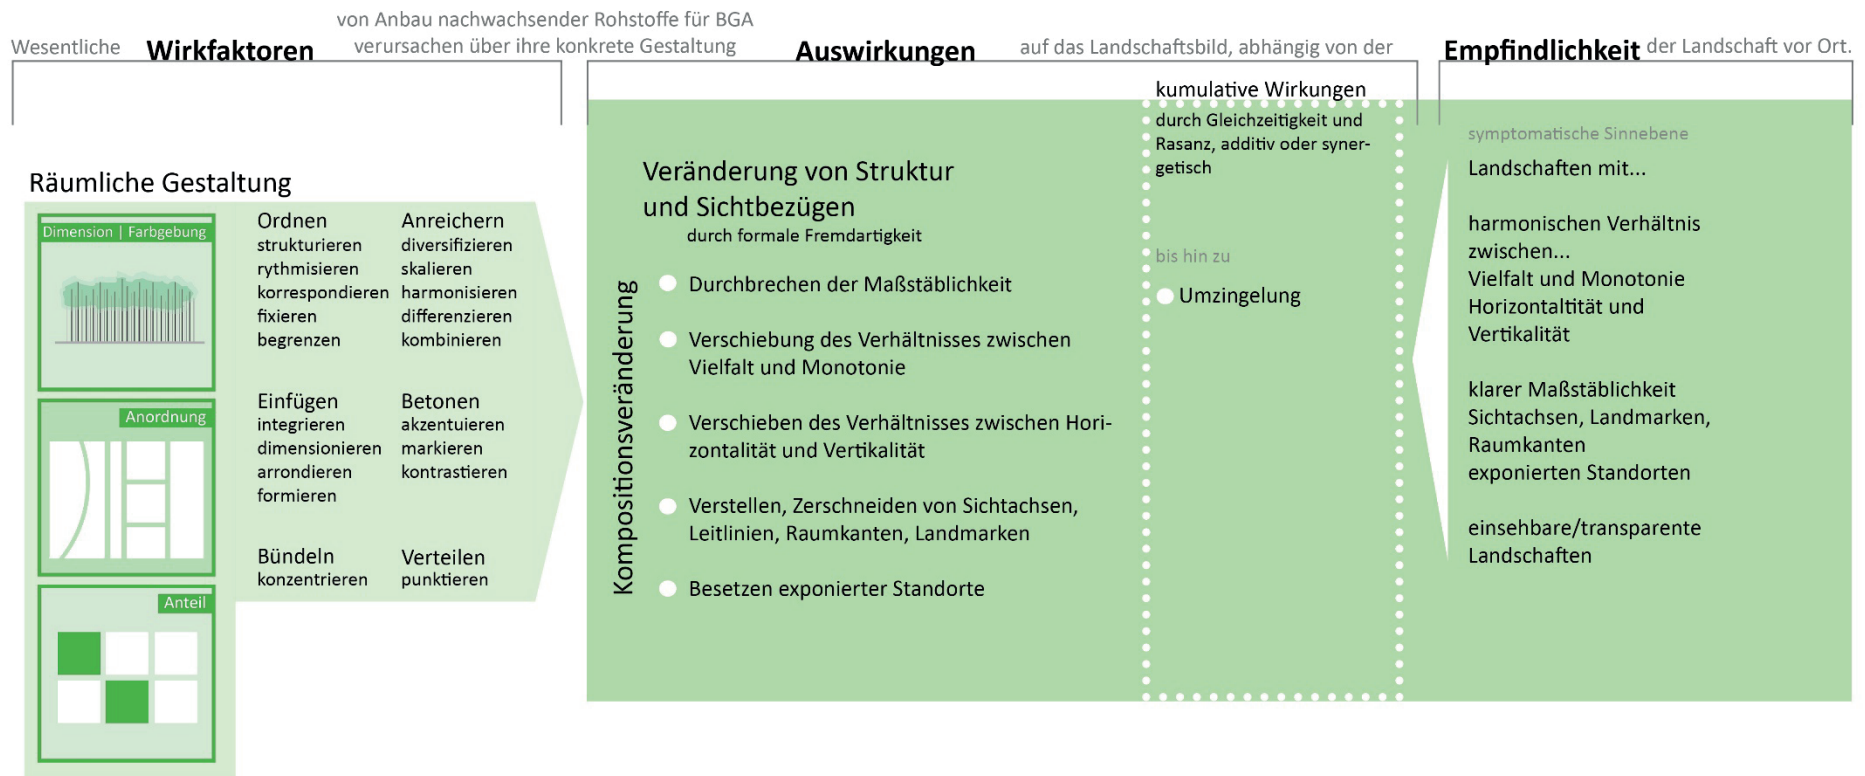 Wesentliche Wirkfaktoren
von Anbau nachwachsender Rohstoffe für BGA
verursachen über ihre konkrete Gestaltung
Auswirkungen
auf das Landschaftsbild, abhängig von der
Empfindlichkeit der Landschaft vor Ort.
Räumliche Gestaltung
Dimension | Farbgebung
Anordnung
Anteil
Ordnen
strukturieren
rythmisieren
korrespondieren
fixieren
begrenzen
Anreichern
diversifizieren
skalieren
harmonisieren
differenzieren
kombinieren
Einfügen
integrieren
dimensionieren
arrondieren
formieren
Betonen
akzentuieren
markieren
kontrastieren
Bündeln
konzentrieren
Verteilen
punktieren
Kompositionsveränderung
Veränderung von Struktur
und Sichtbezügen
durch formale Fremdartigkeit
Durchbrechen der Maßstäblichkeit
Verschiebung des Verhältnisses zwischen
Vielfalt und Monotonie
Verschieben des Verhältnisses zwischen Hori-
zontalität und Vertikalität
Verstellen, Zerschneiden von Sichtachsen,
Leitlinien, Raumkanten, Landmarken
Besetzen exponierter Standorte
kumulative Wirkungen
durch Gleichzeitigkeit und
Rasanz, additiv oder syner-
getisch
bis hin zu
Umzingelung
symptomatische Sinnebene
Landschaften mit...
harmonischen Verhältnis
zwischen...
Vielfalt und Monotonie
Horizontaltität und
Vertikalität
klarer Maßstäblichkeit
Sichtachsen, Landmarken,
Raumkanten
exponierten Standorten
einsehbare/transparente
Landschaften